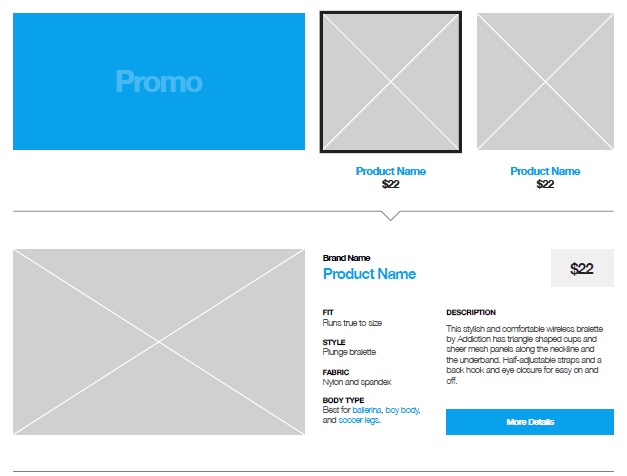 Promo
Product Name
$22
Product Name
$22
Brand Name
Product Name
$22
FIT
Runs true to size
STYLE
Plunge bralette
FABRIC
Nylon and spandex
BODY TYPE
Best for ballerina, boy body,
and soccer legs.
DESCRIPTION
This stylish and comfortable wireless bralette
by Addiction has triangle shaped cups and
sheer mesh panels along the neckline and
the underband. Half-adjustable straps and a
back hook and eye closure for easy on and
off.
More Details